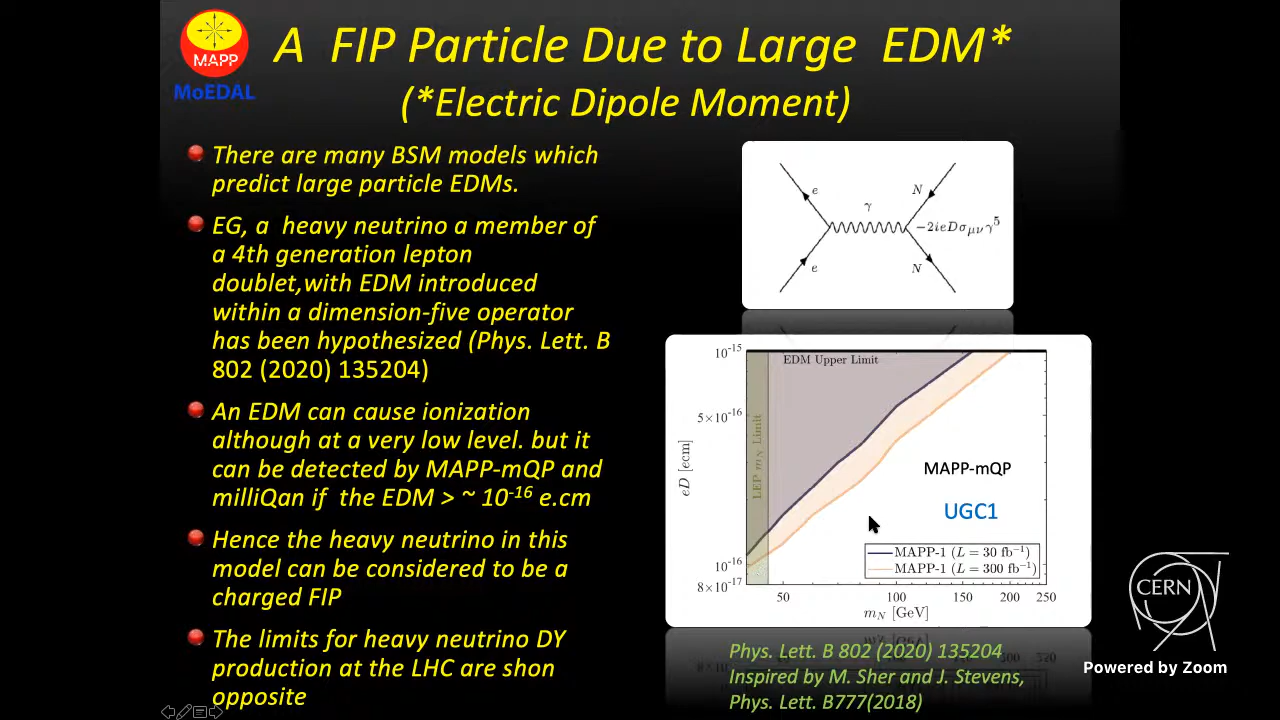 A FIP Particle Due to Large EDM*
(*Electric Dipole Moment)
MAPP
MoEDAL
There are many BSM models which
predict large particle EDMs.
EG, a heavy neutrino a member of
a 4th generation lepton
doublet,with EDM introduced
within a dimension-five operator
has been hypothesized (Phys. Lett. B
802 (2020) 135204)
An EDM can cause ionization
although at a very low level. but it
can be detected by MAPP-mQP and
milliQan if the EDM > ~ 10⁻¹⁶ e.cm
Hence the heavy neutrino in this
model can be considered to be a
charged FIP
The limits for heavy neutrino DY
production at the LHC are shon
opposite
e
N
γ
−2ieDσμνγ⁵
e
N
10⁻¹⁵
EDM Upper Limit
5×10⁻¹⁶
LEP mN Limit
eD [ecm]
MAPP-mQP
UGC1
MAPP-1 (L = 30 fb⁻¹)
MAPP-1 (L = 300 fb⁻¹)
10⁻¹⁶
8×10⁻¹⁷
50 100 150 200 250
mN [GeV]
Phys. Lett. B 802 (2020) 135204
Inspired by M. Sher and J. Stevens,
Phys. Lett. B777(2018)
CERN
Powered by Zoom